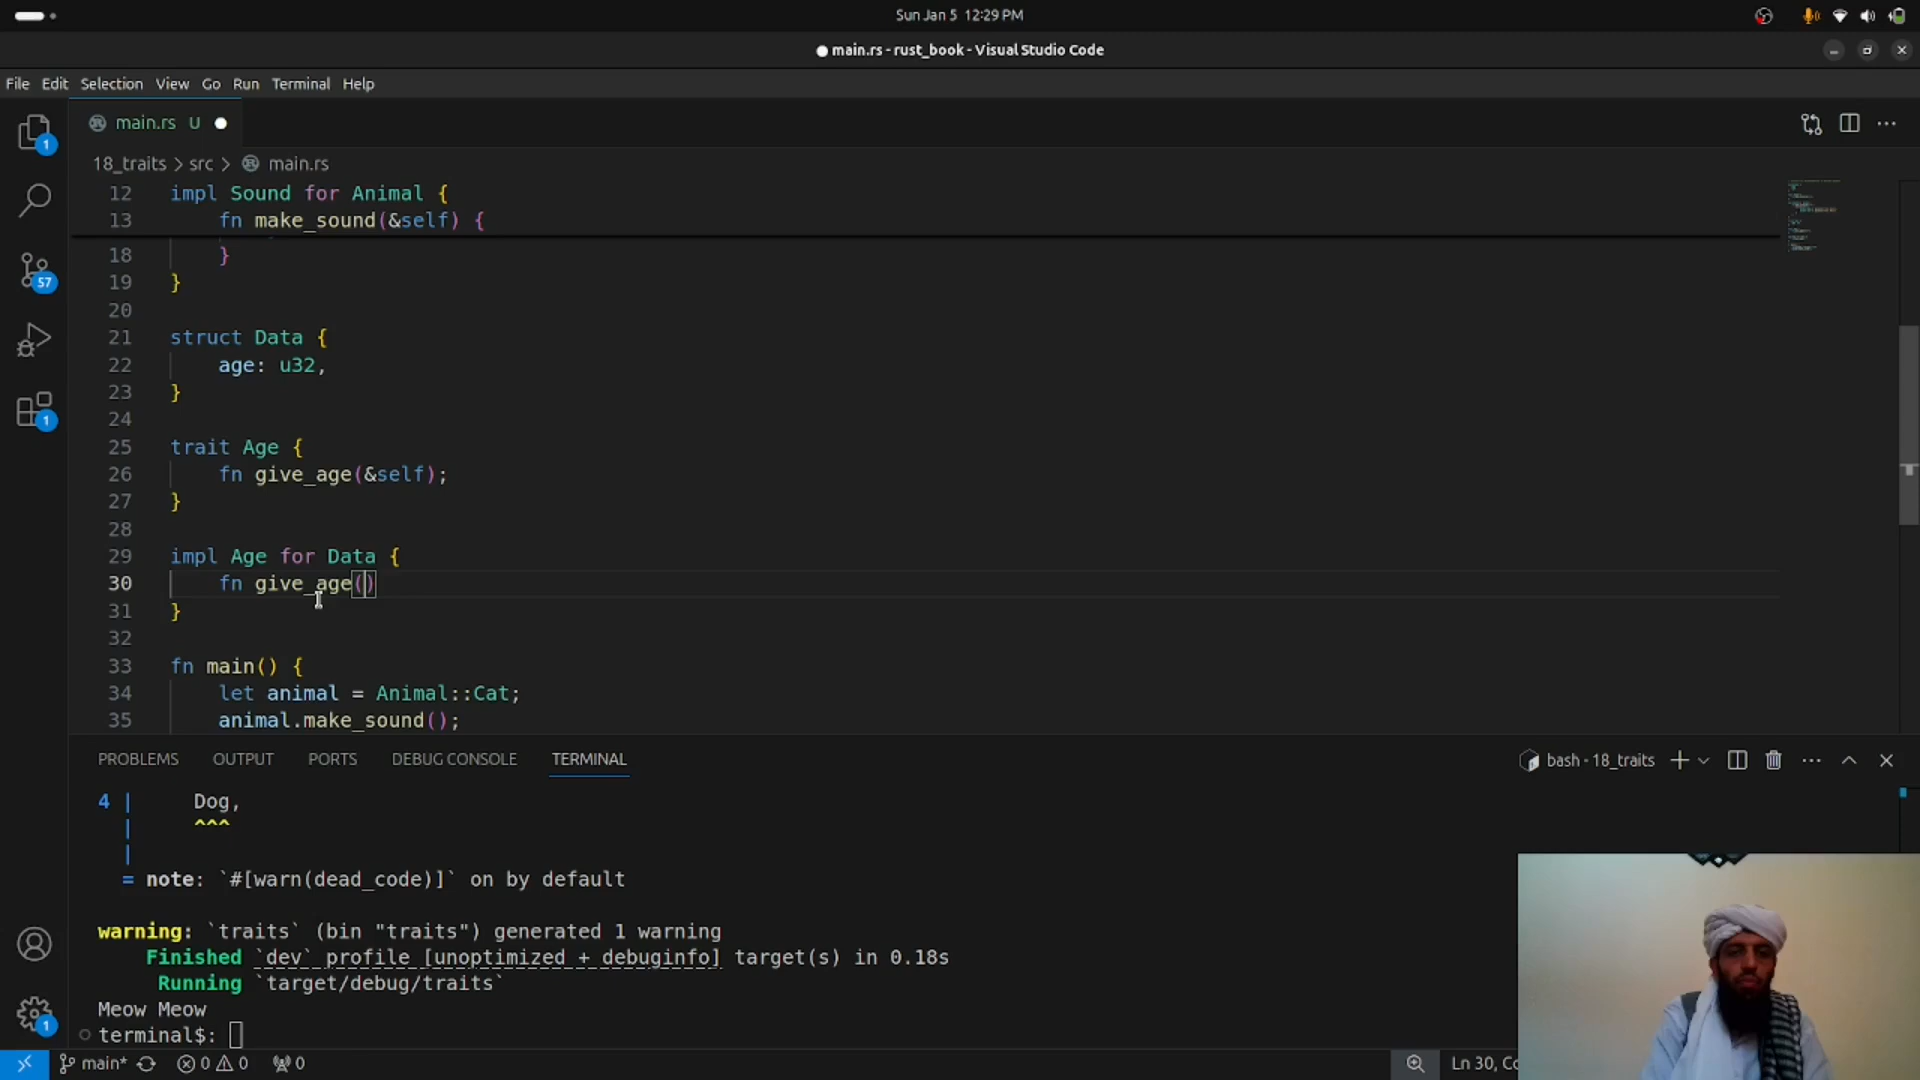 Sun Jan 5 12:29 PM
● main.rs - rust_book - Visual Studio Code
File Edit Selection View Go Run Terminal Help
main.rs U ●
18_traits > src > main.rs
12 impl Sound for Animal {
13 fn make_sound(&self) {
18 }
19 }
20
21 struct Data {
22 age: u32,
23 }
24
25 trait Age {
26 fn give_age(&self);
27 }
28
29 impl Age for Data {
30 fn give_age()
31 }
32
33 fn main() {
34 let animal = Animal::Cat;
35 animal.make_sound();
1
57
1
1
PROBLEMS OUTPUT PORTS DEBUG CONSOLE TERMINAL
bash - 18_traits
4 | Dog,
| ^^^
|
= note: `#[warn(dead_code)]` on by default
warning: `traits` (bin "traits") generated 1 warning
Finished `dev` profile [unoptimized + debuginfo] target(s) in 0.18s
Running `target/debug/traits`
Meow Meow
terminal$:
main* 0 0 0
Ln 30,